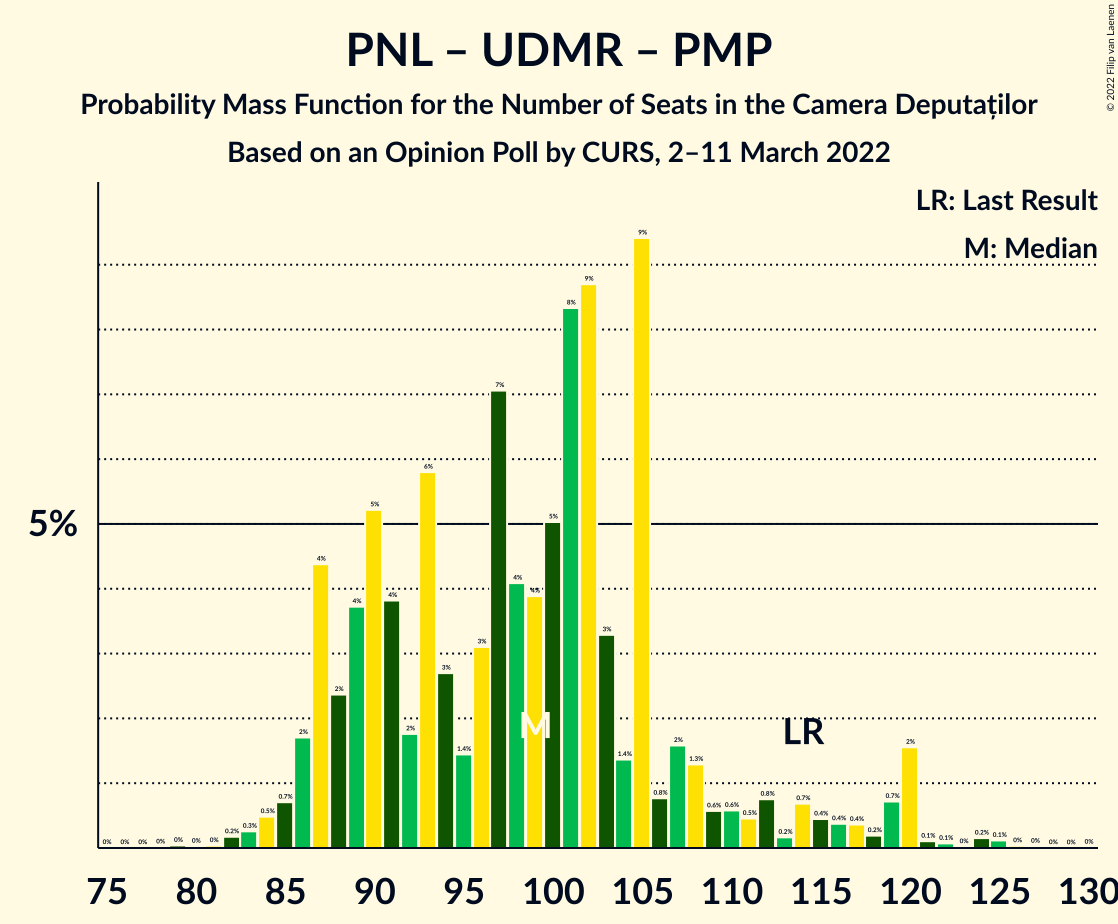 PNL – UDMR – PMP
Probability Mass Function for the Number of Seats in the Camera Deputaților
Based on an Opinion Poll by CURS, 2–11 March 2022
© 2022 Filip van Laenen
LR: Last Result
M: Median
5%
0% 0% 0% 0% 0% 0% 0% 0.2% 0.3% 0.5% 0.7% 2% 4% 2% 4% 5% 4% 2% 6% 3% 1.4% 3% 7% 4% 4% 5% 8% 9% 3% 1.4% 9% 0.8% 2% 1.3% 0.6% 0.6% 0.5% 0.8% 0.2% 0.7% 0.4% 0.4% 0.4% 0.2% 0.7% 2% 0.1% 0.1% 0% 0.2% 0.1% 0% 0% 0% 0% 0%
M
LR
75 80 85 90 95 100 105 110 115 120 125 130